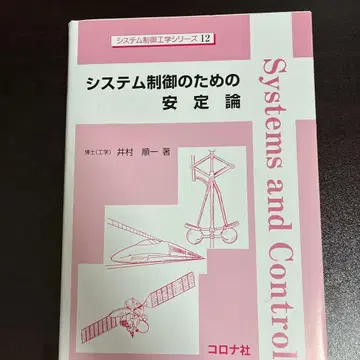 システム制御工学シリーズ 12
システム制御のための
安定論
博士(工学) 井村 順一 著
Systems and Control
コロナ社